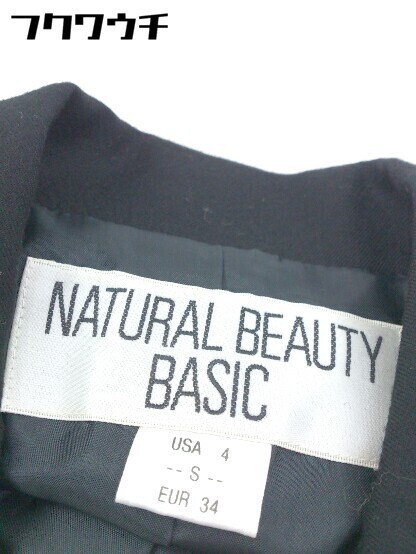 フクワウチ
NATURAL BEAUTY
BASIC
USA 4
-- S --
EUR 34